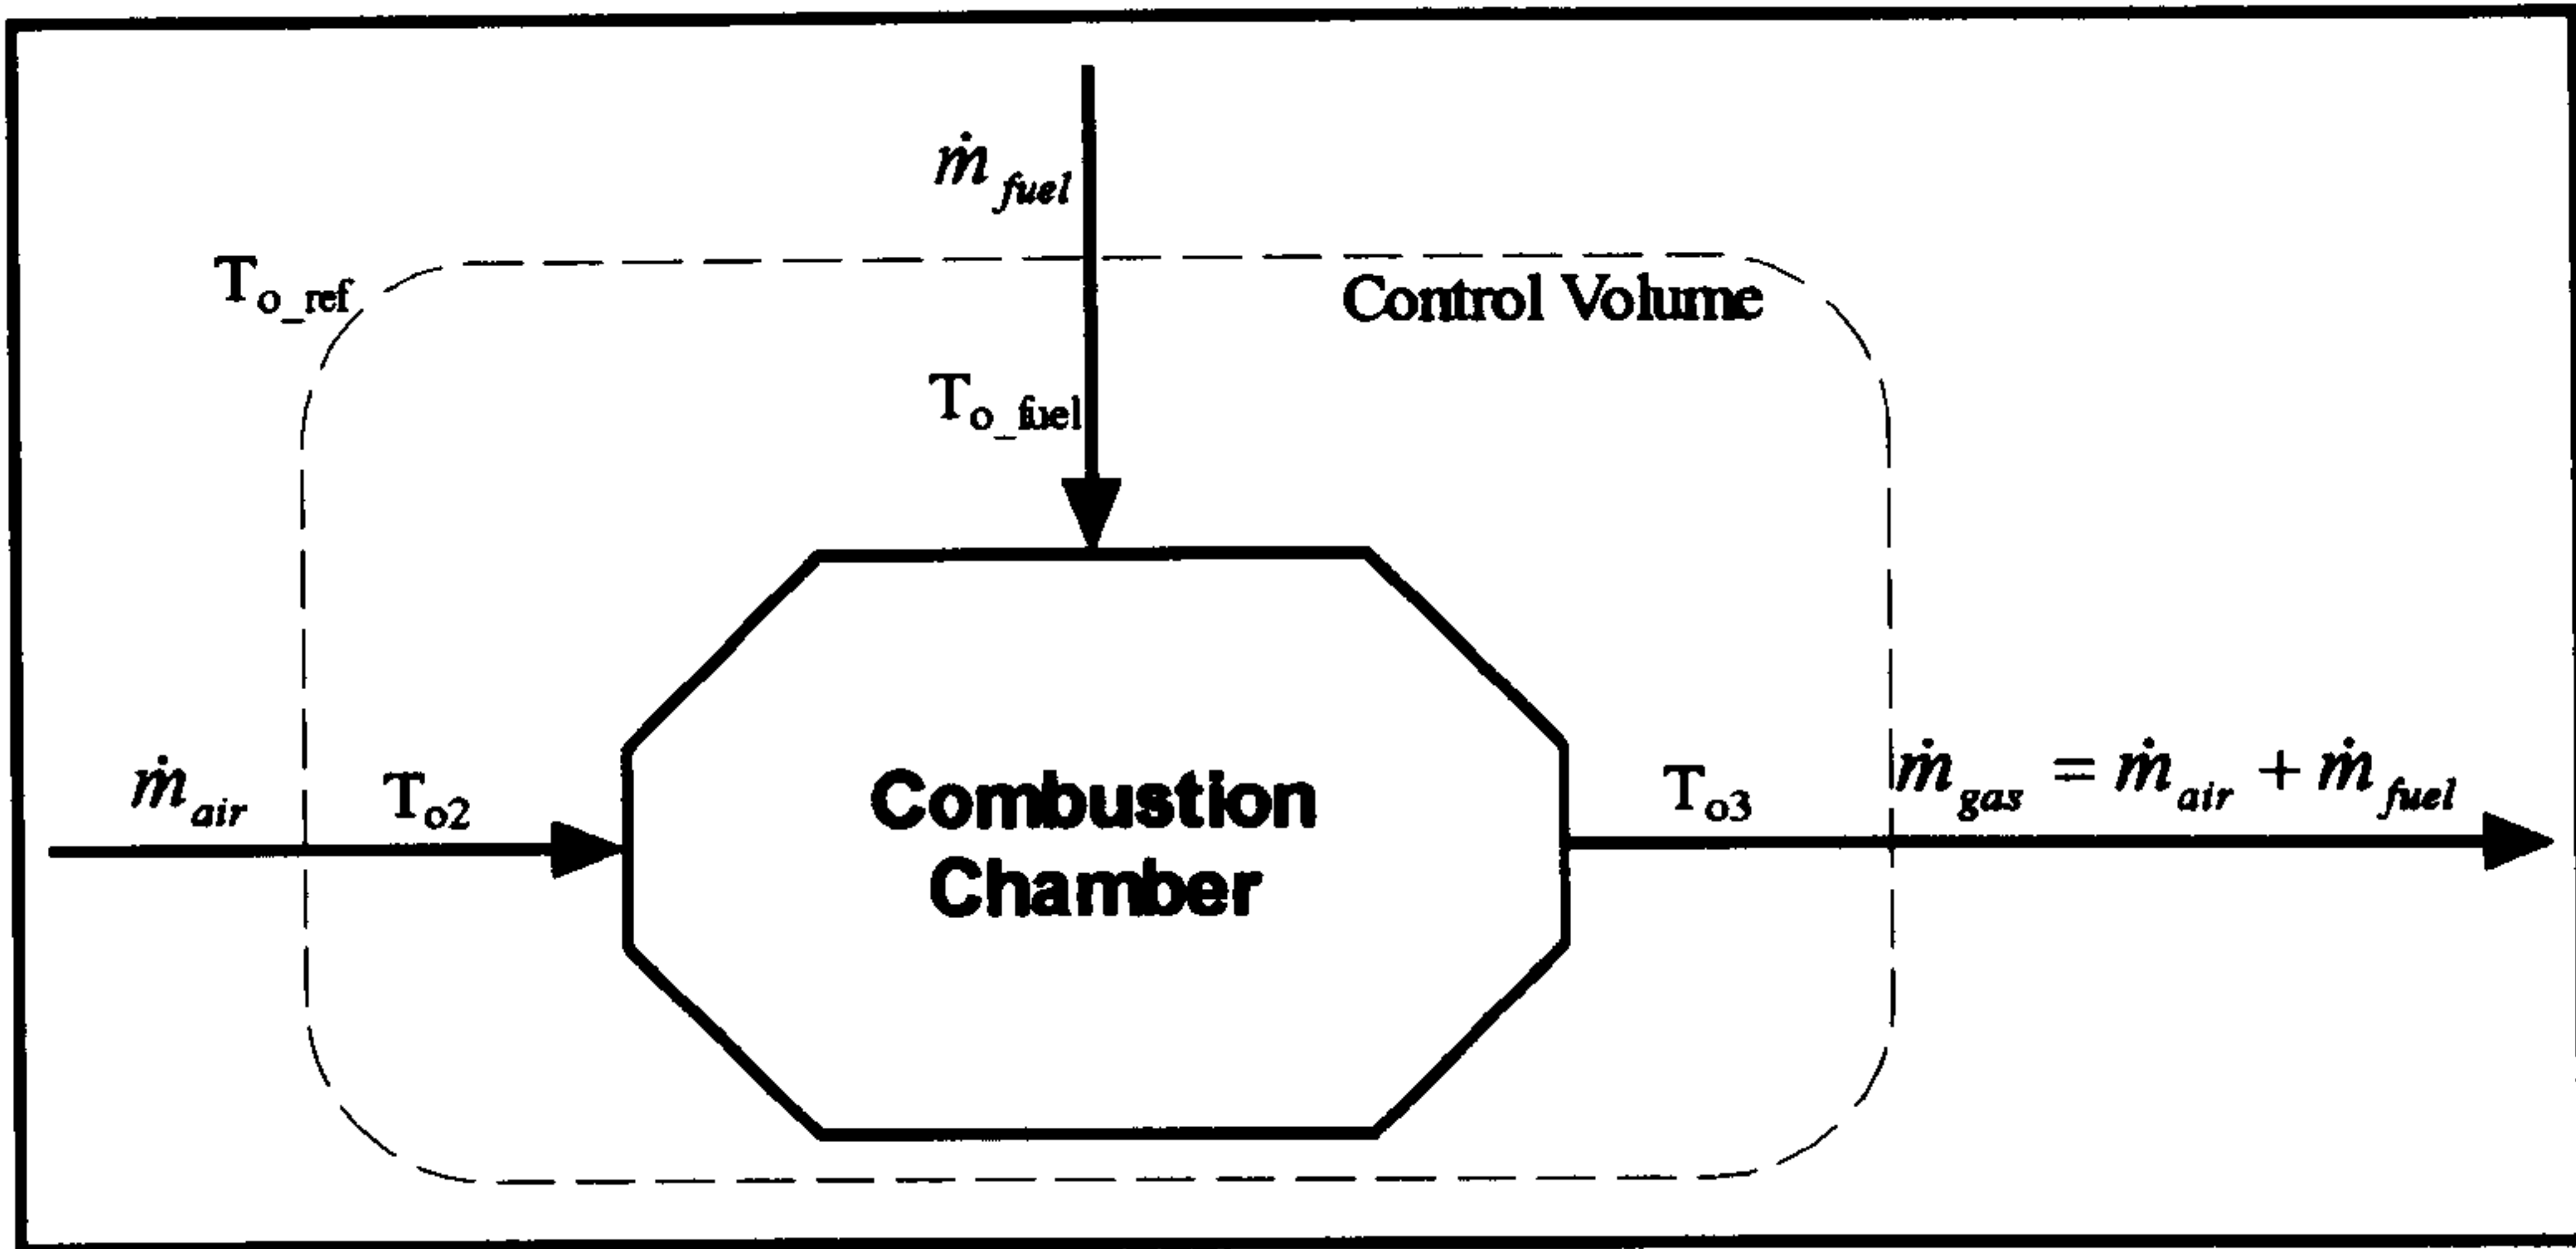 ṁ_fuel
T_o_ref
Control Volume
T_o_fuel
ṁ_air
T_o2
Combustion
Chamber
T_o3
ṁ_gas = ṁ_air + ṁ_fuel